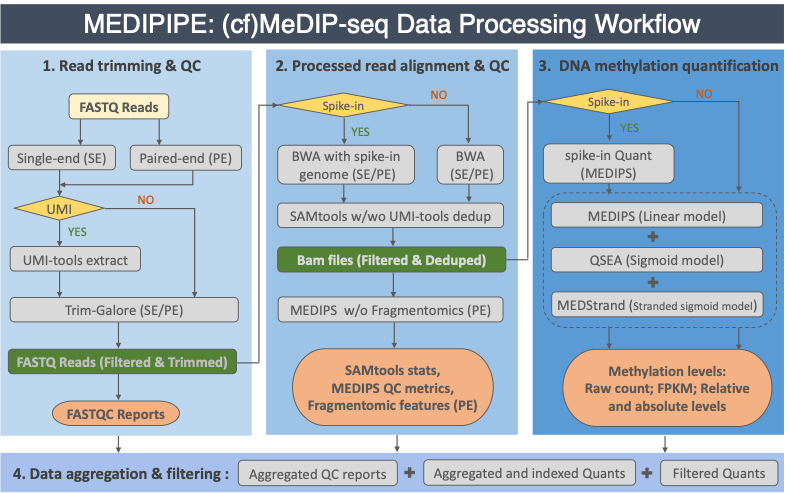 MEDIPIPE: (cf)MeDIP-seq Data Processing Workflow
1. Read trimming & QC
FASTQ Reads
Single-end (SE)
Paired-end (PE)
UMI
NO
YES
UMI-tools extract
Trim-Galore (SE/PE)
FASTQ Reads (Filtered & Trimmed)
FASTQC Reports
2. Processed read alignment & QC
Spike-in
NO
YES
BWA with spike-in
genome (SE/PE)
BWA
(SE/PE)
SAMtools w/wo UMI-tools dedup
Bam files (Filtered & Deduped)
MEDIPS w/o Fragmentomics (PE)
SAMtools stats,
MEDIPS QC metrics,
Fragmentomic features (PE)
3. DNA methylation quantification
Spike-in
NO
YES
spike-in Quant
(MEDIPS)
MEDIPS (Linear model)
+
QSEA (Sigmoid model)
+
MEDStrand (Stranded sigmoid model)
Methylation levels:
Raw count; FPKM; Relative
and absolute levels
4. Data aggregation & filtering : Aggregated QC reports + Aggregated and indexed Quants + Filtered Quants